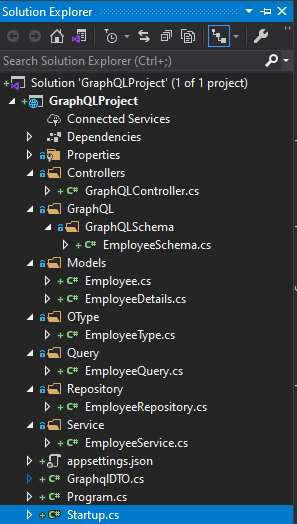 Solution Explorer
Search Solution Explorer (Ctrl+;)
Solution 'GraphQLProject' (1 of 1 project)
GraphQLProject
Connected Services
Dependencies
Properties
Controllers
GraphQLController.cs
GraphQL
GraphQLSchema
EmployeeSchema.cs
Models
Employee.cs
EmployeeDetails.cs
OType
EmployeeType.cs
Query
EmployeeQuery.cs
Repository
EmployeeRepository.cs
Service
EmployeeService.cs
appsettings.json
GraphqlDTO.cs
Program.cs
Startup.cs